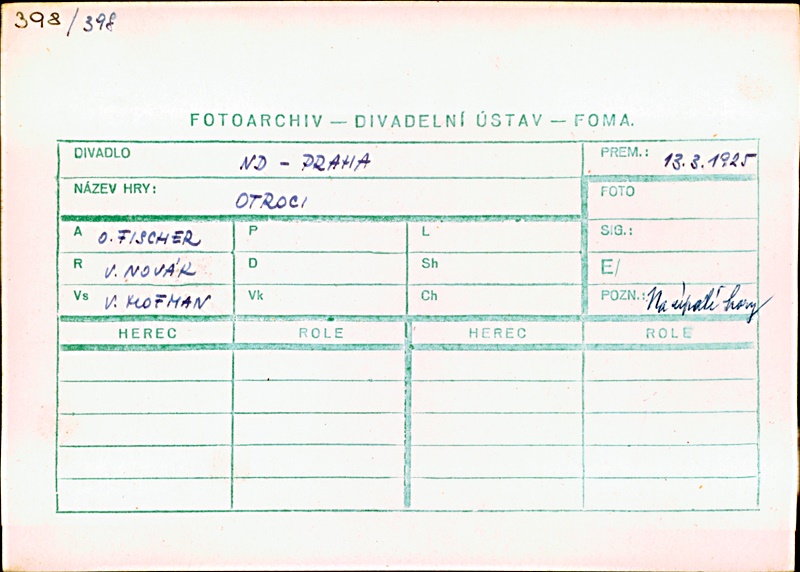 398/398
FOTOARCHIV — DIVADELNÍ ÚSTAV — FOMA.
DIVADLO ND - PRAHA PREM.: 13.3.1925
NÁZEV HRY: OTROCI FOTO
A O. FISCHER P L SIG.:
R V. NOVÁK D Sh E/
Vs V. HOFMAN Vk Ch POZN.: Na úpatí hory
HEREC ROLE HEREC ROLE